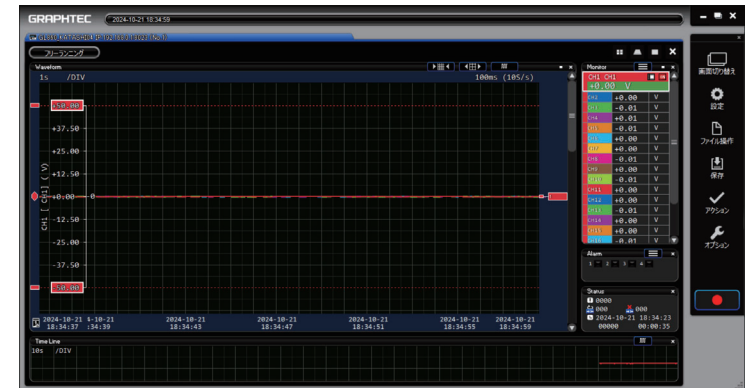 GRAPHTEC
2024-10-21 18:34:59
フリーランニング
Waveform
1s /DIV
100ms (10S/s)
+50.00
+37.50
+25.00
+12.50
+0.00
0
-12.50
-25.00
-37.50
-50.00
CH1 [ CH1] ( V)
2024-10-21
18:34:37
:34:39
2024-10-21
18:34:43
2024-10-21
18:34:47
2024-10-21
18:34:51
2024-10-21
18:34:55
2024-10-21
18:34:59
Monitor
CH1 CH1
+0.00 V
CH2 +0.00 V
CH3 -0.01 V
CH4 +0.01 V
CH5 -0.01 V
CH6 +0.00 V
CH7 +0.00 V
CH8 -0.01 V
CH9 +0.00 V
CH10 -0.01 V
CH11 +0.00 V
CH12 +0.00 V
CH13 -0.01 V
CH14 +0.00 V
CH15 +0.00 V
CH16 -0.01 V
Alarm
1 - 2 - 3 - 4 -
Status
0000
000
000
2024-10-21 18:34:23
00000 00:00:35
Time Line
10s /DIV
画面切り替え
設定
ファイル操作
保存
アクション
オプション